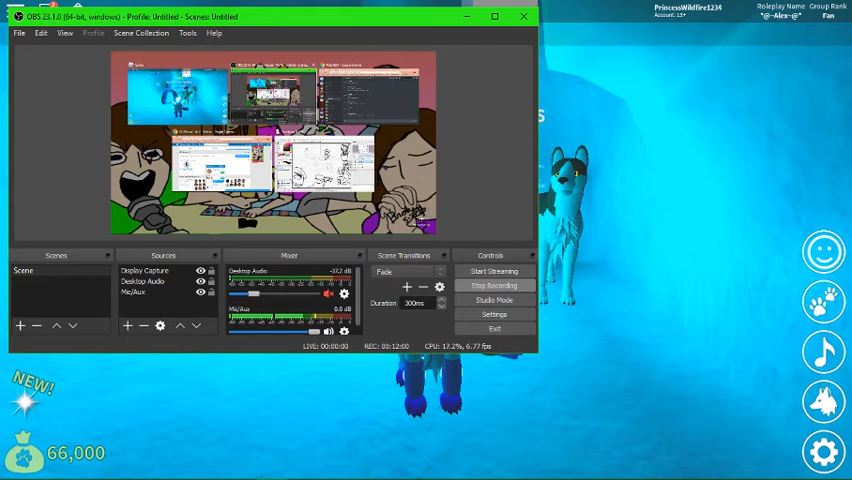 OBS 23.1.0 (64-bit, windows) - Profile: Untitled - Scenes: Untitled
File Edit View Profile Scene Collection Tools Help
PrincessWildfire1234
Account: 13+
Roleplay Name
"@~Alex~@"
Group Rank
Fan
Scenes
Sources
Mixer
Scene Transitions
Controls
Scene
Display Capture
Desktop Audio
Mic/Aux
Desktop Audio -37.2 dB
Mic/Aux 0.0 dB
Fade
Duration 300ms
Start Streaming
Stop Recording
Studio Mode
Settings
Exit
LIVE: 00:00:00 REC: 00:12:00 CPU: 17.2%, 6.77 fps
NEW!
66,000